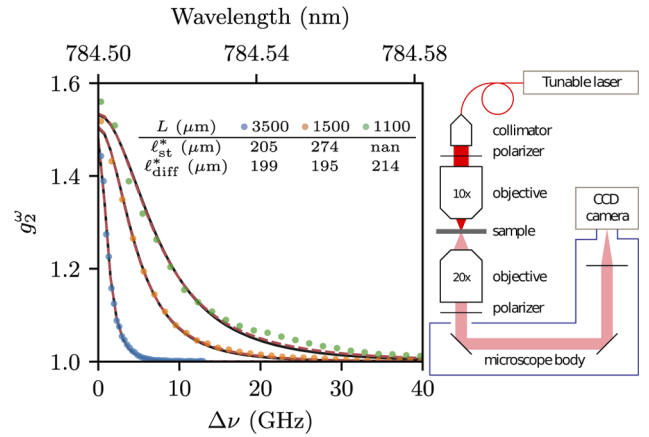 Wavelength (nm)
784.50 784.54 784.58
1.6
1.4
1.2
1.0
g₂^ω
L (μm) 3500 1500 1100
ℓ*_st (μm) 205 274 nan
ℓ*_diff (μm) 199 195 214
0 10 20 30 40
Δν (GHz)
Tunable laser
collimator
polarizer
10x objective
CCD
camera
sample
20x objective
polarizer
microscope body